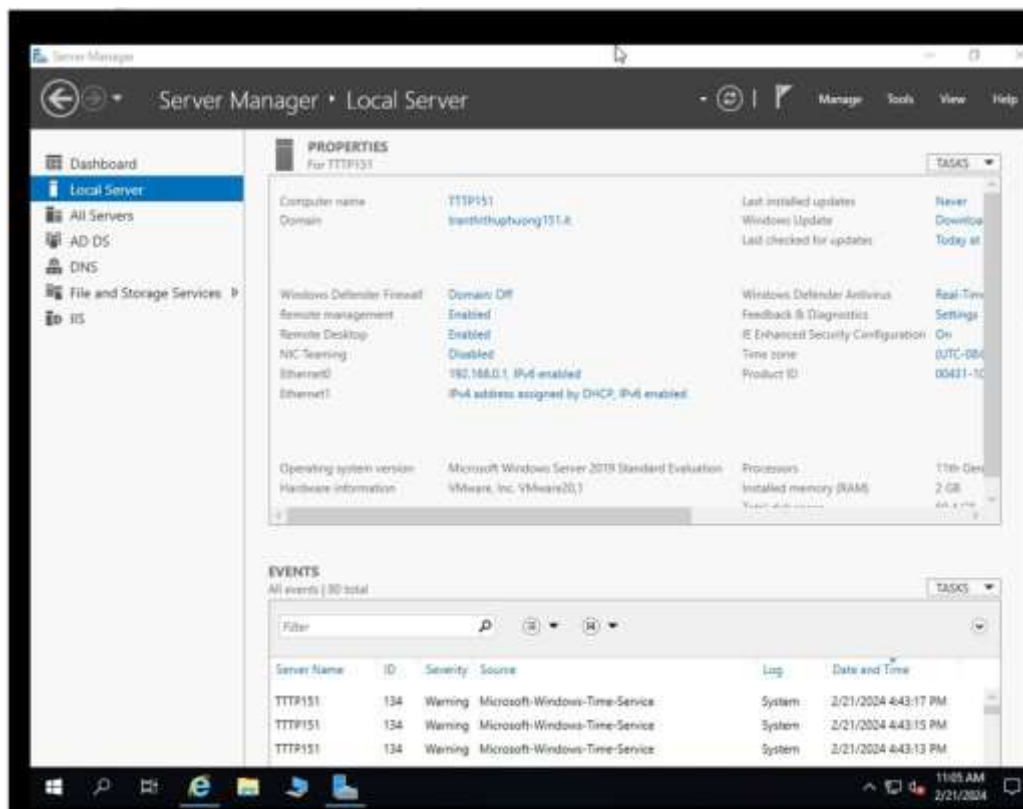 Server Manager
Server Manager • Local Server
Manage Tools View Help
Dashboard
Local Server
All Servers
AD DS
DNS
File and Storage Services
IIS
PROPERTIES
For TTTP151
TASKS
Computer name TTTP151 Last installed updates Never
Domain tranthithuphuong151.it Windows Update
Last checked for updates Today at
Windows Defender Firewall Domain: Off Windows Defender Antivirus Real-Tim
Remote management Enabled Feedback & Diagnostics Settings
Remote Desktop Enabled IE Enhanced Security Configuration On
NIC Teaming Disabled Time zone
Ethernet0 192.168.0.1, IPv6 enabled Product ID
Ethernet1 IPv4 address assigned by DHCP, IPv6 enabled
Operating system version Microsoft Windows Server 2019 Standard Evaluation Processors
Hardware information VMware, Inc. VMware20,1 Installed memory (RAM) 2 GB
EVENTS
All events | 80 total
TASKS
Filter
Server Name ID Severity Source Log Date and Time
TTTP151 134 Warning Microsoft-Windows-Time-Service System 2/21/2024 4:43:17 PM
TTTP151 134 Warning Microsoft-Windows-Time-Service System 2/21/2024 4:43:15 PM
TTTP151 134 Warning Microsoft-Windows-Time-Service System 2/21/2024 4:43:13 PM
11:05 AM
2/21/2024